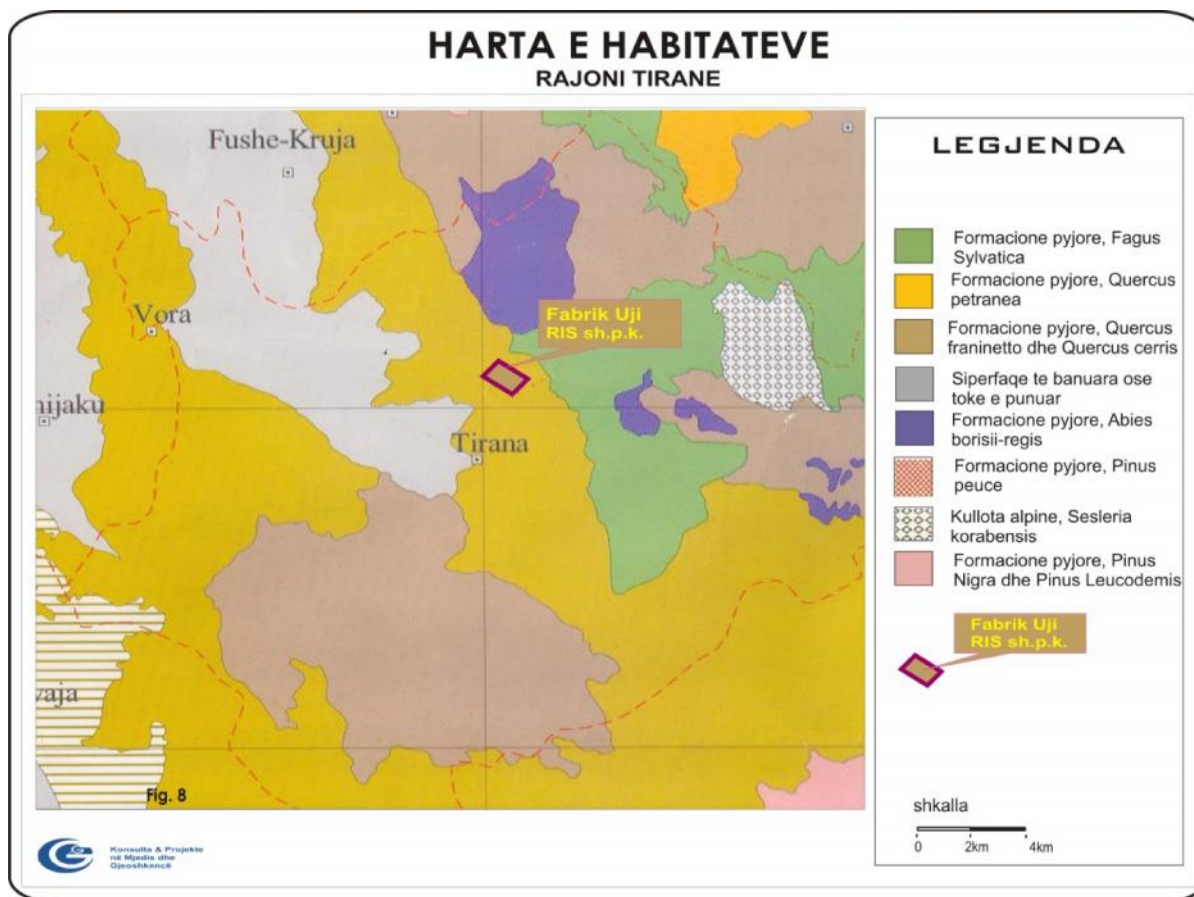 HARTA E HABITATEVE
RAJONI TIRANE
Fushe-Kruja
Vora
Fabrik Uji
RIS sh.p.k.
nijaku
Tirana
vaja
Fig. 8
LEGJENDA
Formacione pyjore, Fagus
Sylvatica
Formacione pyjore, Quercus
petranea
Formacione pyjore, Quercus
franinetto dhe Quercus cerris
Siperfaqe te banuara ose
toke e punuar
Formacione pyjore, Abies
borisii-regis
Formacione pyjore, Pinus
peuce
Kullota alpine, Sesleria
korabensis
Formacione pyjore, Pinus
Nigra dhe Pinus Leucodemis
Fabrik Uji
RIS sh.p.k.
shkalla
0 2km 4km
Konsulta & Projekte
në Mjedis dhe
Gjeoshkencë